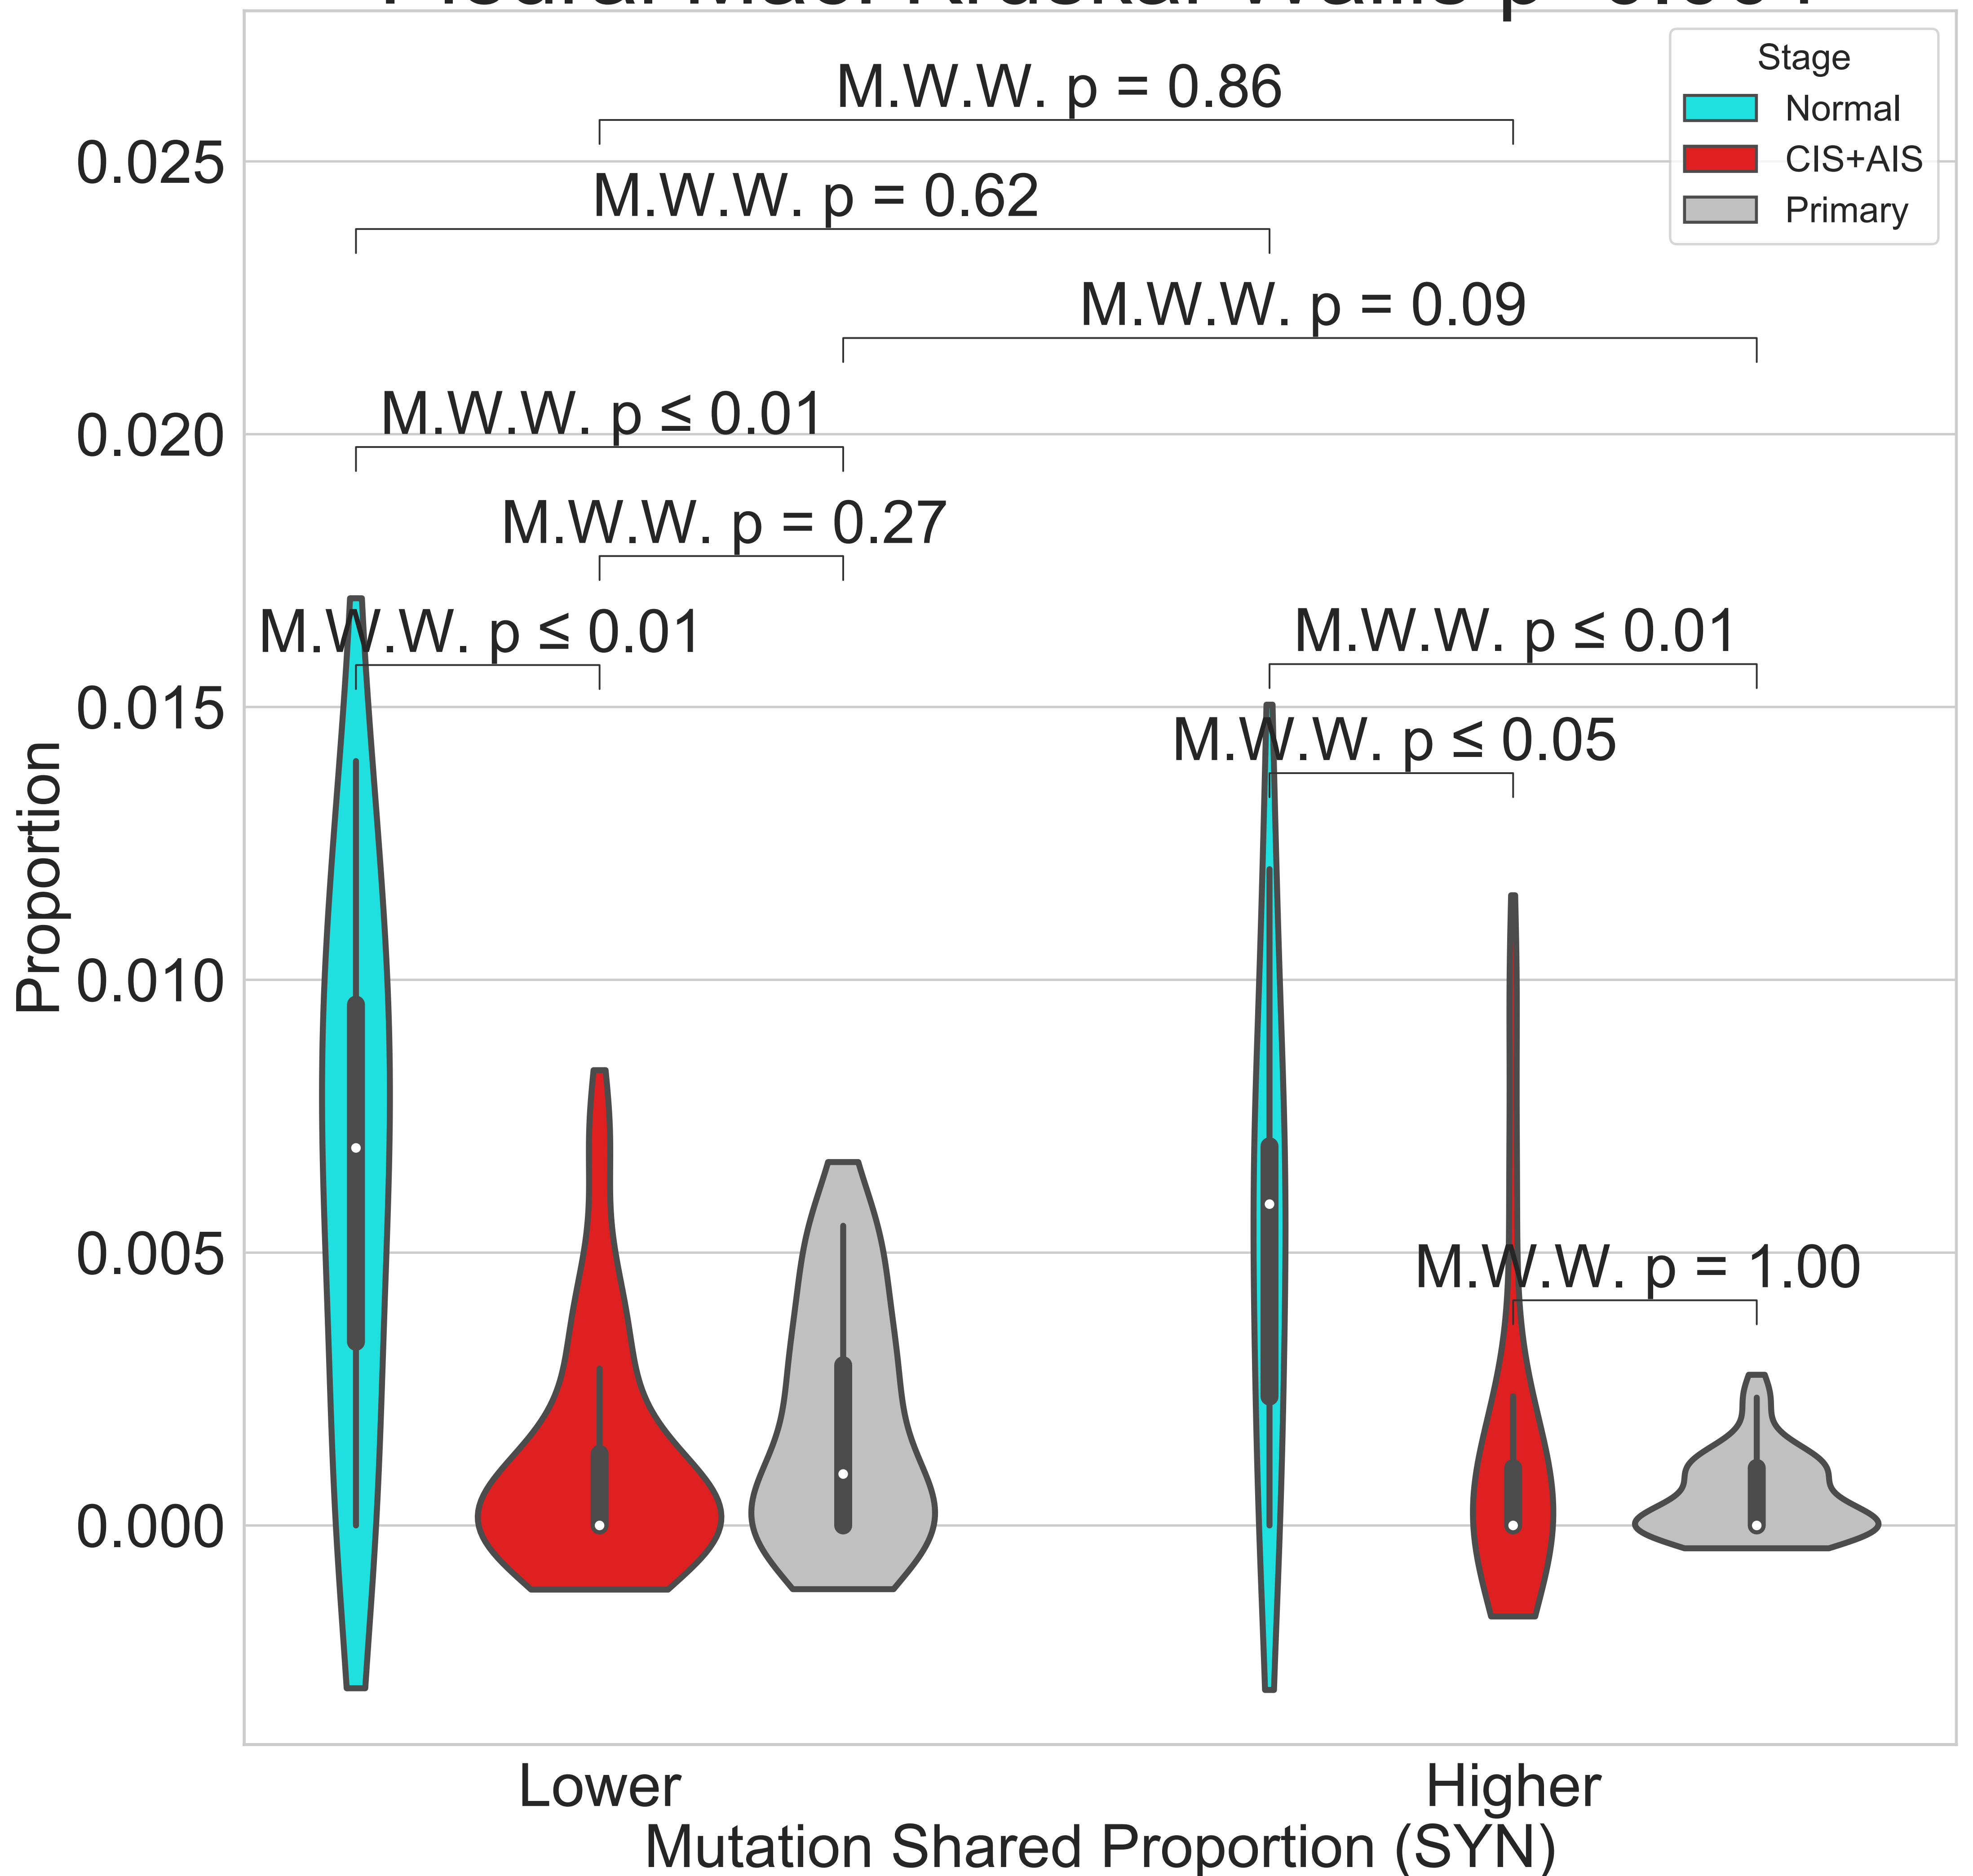 Stage
Normal
CIS+AIS
Primary
M.W.W. p = 0.86
0.025
M.W.W. p = 0.62
M.W.W. p = 0.09
M.W.W. p ≤ 0.01
0.020
M.W.W. p = 0.27
M.W.W. p ≤ 0.01
M.W.W. p ≤ 0.01
0.015
M.W.W. p ≤ 0.05
Proportion
0.010
0.005
M.W.W. p = 1.00
0.000
Lower
Higher
Mutation Shared Proportion (SYN)